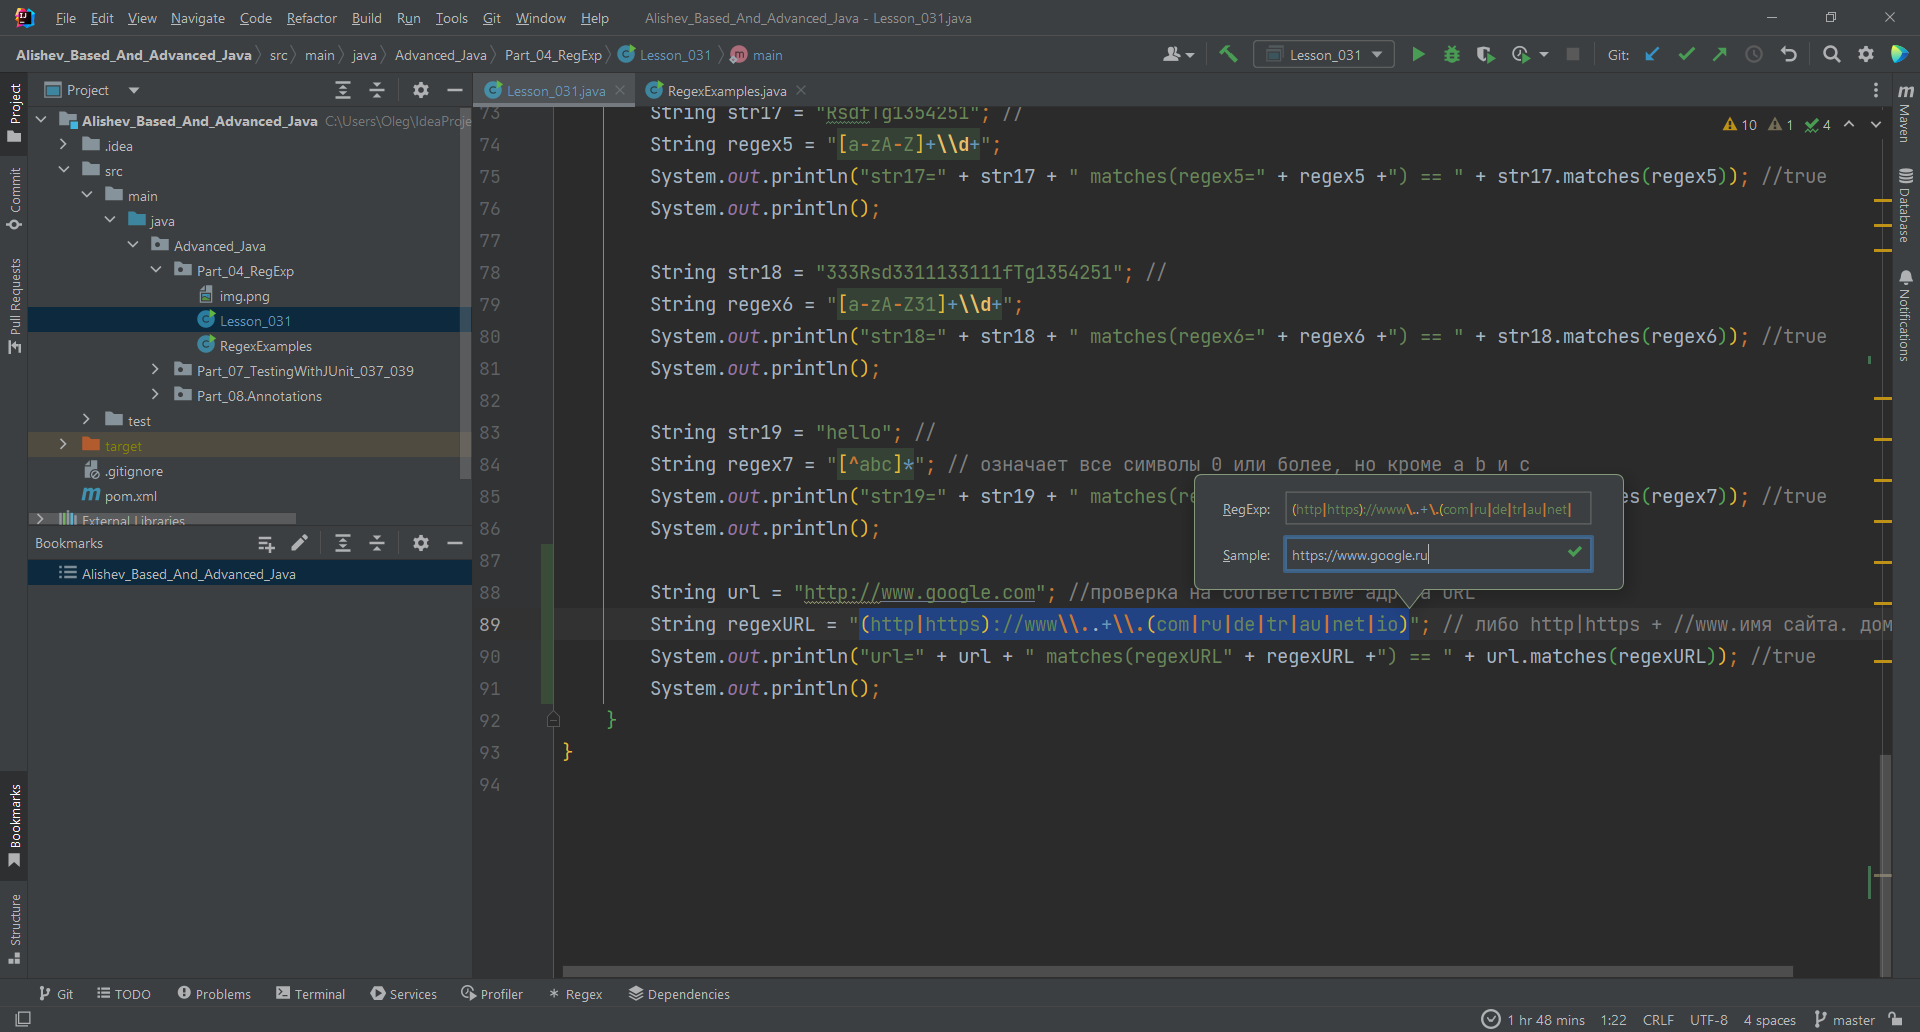 File Edit View Navigate Code Refactor Build Run Tools Git Window Help Alishev_Based_And_Advanced_Java - Lesson_031.java
Alishev_Based_And_Advanced_Java src main java Advanced_Java Part_04_RegExp Lesson_031 main Lesson_031 Git:
Project
Commit
Pull Requests
Bookmarks
Structure
Project
Alishev_Based_And_Advanced_Java C:\Users\Oleg\IdeaProje
.idea
src
main
java
Advanced_Java
Part_04_RegExp
img.png
Lesson_031
RegexExamples
Part_07_TestingWithJUnit_037_039
Part_08.Annotations
test
target
.gitignore
pom.xml
External Libraries
Bookmarks
Alishev_Based_And_Advanced_Java
Lesson_031.java RegexExamples.java
10 1 4
73 String str17 = "RsdfTg1354251"; //
74 String regex5 = "[a-zA-Z]+\\d+";
75 System.out.println("str17=" + str17 + " matches(regex5=" + regex5 +") == " + str17.matches(regex5)); //true
76 System.out.println();
77
78 String str18 = "333Rsd3311133111fTg1354251"; //
79 String regex6 = "[a-zA-Z31]+\\d+";
80 System.out.println("str18=" + str18 + " matches(regex6=" + regex6 +") == " + str18.matches(regex6)); //true
81 System.out.println();
82
83 String str19 = "hello"; //
84 String regex7 = "[^abc]*"; // означает все символы 0 или более, но кроме a b и c
85 System.out.println("str19=" + str19 + " matches(re es(regex7)); //true
86 System.out.println();
87
88 String url = "http://www.google.com"; //проверка на соответствие адр а URL
89 String regexURL = "(http|https)://www\\..+\\.(com|ru|de|tr|au|net|io)"; // либо http|https + //www.имя сайта. дом
90 System.out.println("url=" + url + " matches(regexURL" + regexURL +") == " + url.matches(regexURL)); //true
91 System.out.println();
92 }
93 }
94
RegExp: (http|https)://www\..+\.(com|ru|de|tr|au|net|
Sample: https://www.google.ru
Maven
Database
Notifications
Git TODO Problems Terminal Services Profiler Regex Dependencies
1 hr 48 mins 1:22 CRLF UTF-8 4 spaces master